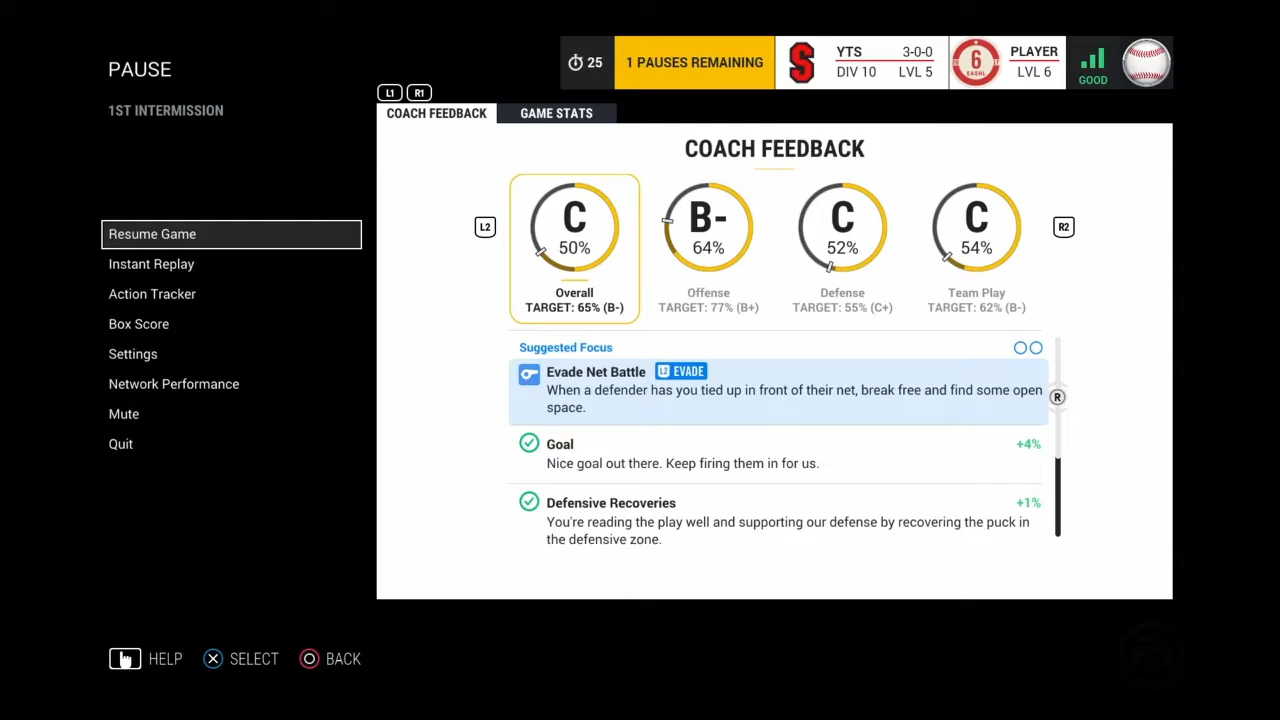 PAUSE
1ST INTERMISSION
25
1 PAUSES REMAINING
S
YTS 3-0-0
DIV 10 LVL 5
6
EASHL
PLAYER
LVL 6
GOOD
L1 R1
COACH FEEDBACK GAME STATS
COACH FEEDBACK
L2
C
50%
Overall
TARGET: 65% (B-)
B-
64%
Offense
TARGET: 77% (B+)
C
52%
Defense
TARGET: 55% (C+)
C
54%
Team Play
TARGET: 62% (B-)
R2
Resume Game
Instant Replay
Action Tracker
Box Score
Settings
Network Performance
Mute
Quit
Suggested Focus
Evade Net Battle L2 EVADE
When a defender has you tied up in front of their net, break free and find some open
space.
R
Goal +4%
Nice goal out there. Keep firing them in for us.
Defensive Recoveries +1%
You're reading the play well and supporting our defense by recovering the puck in
the defensive zone.
HELP SELECT BACK